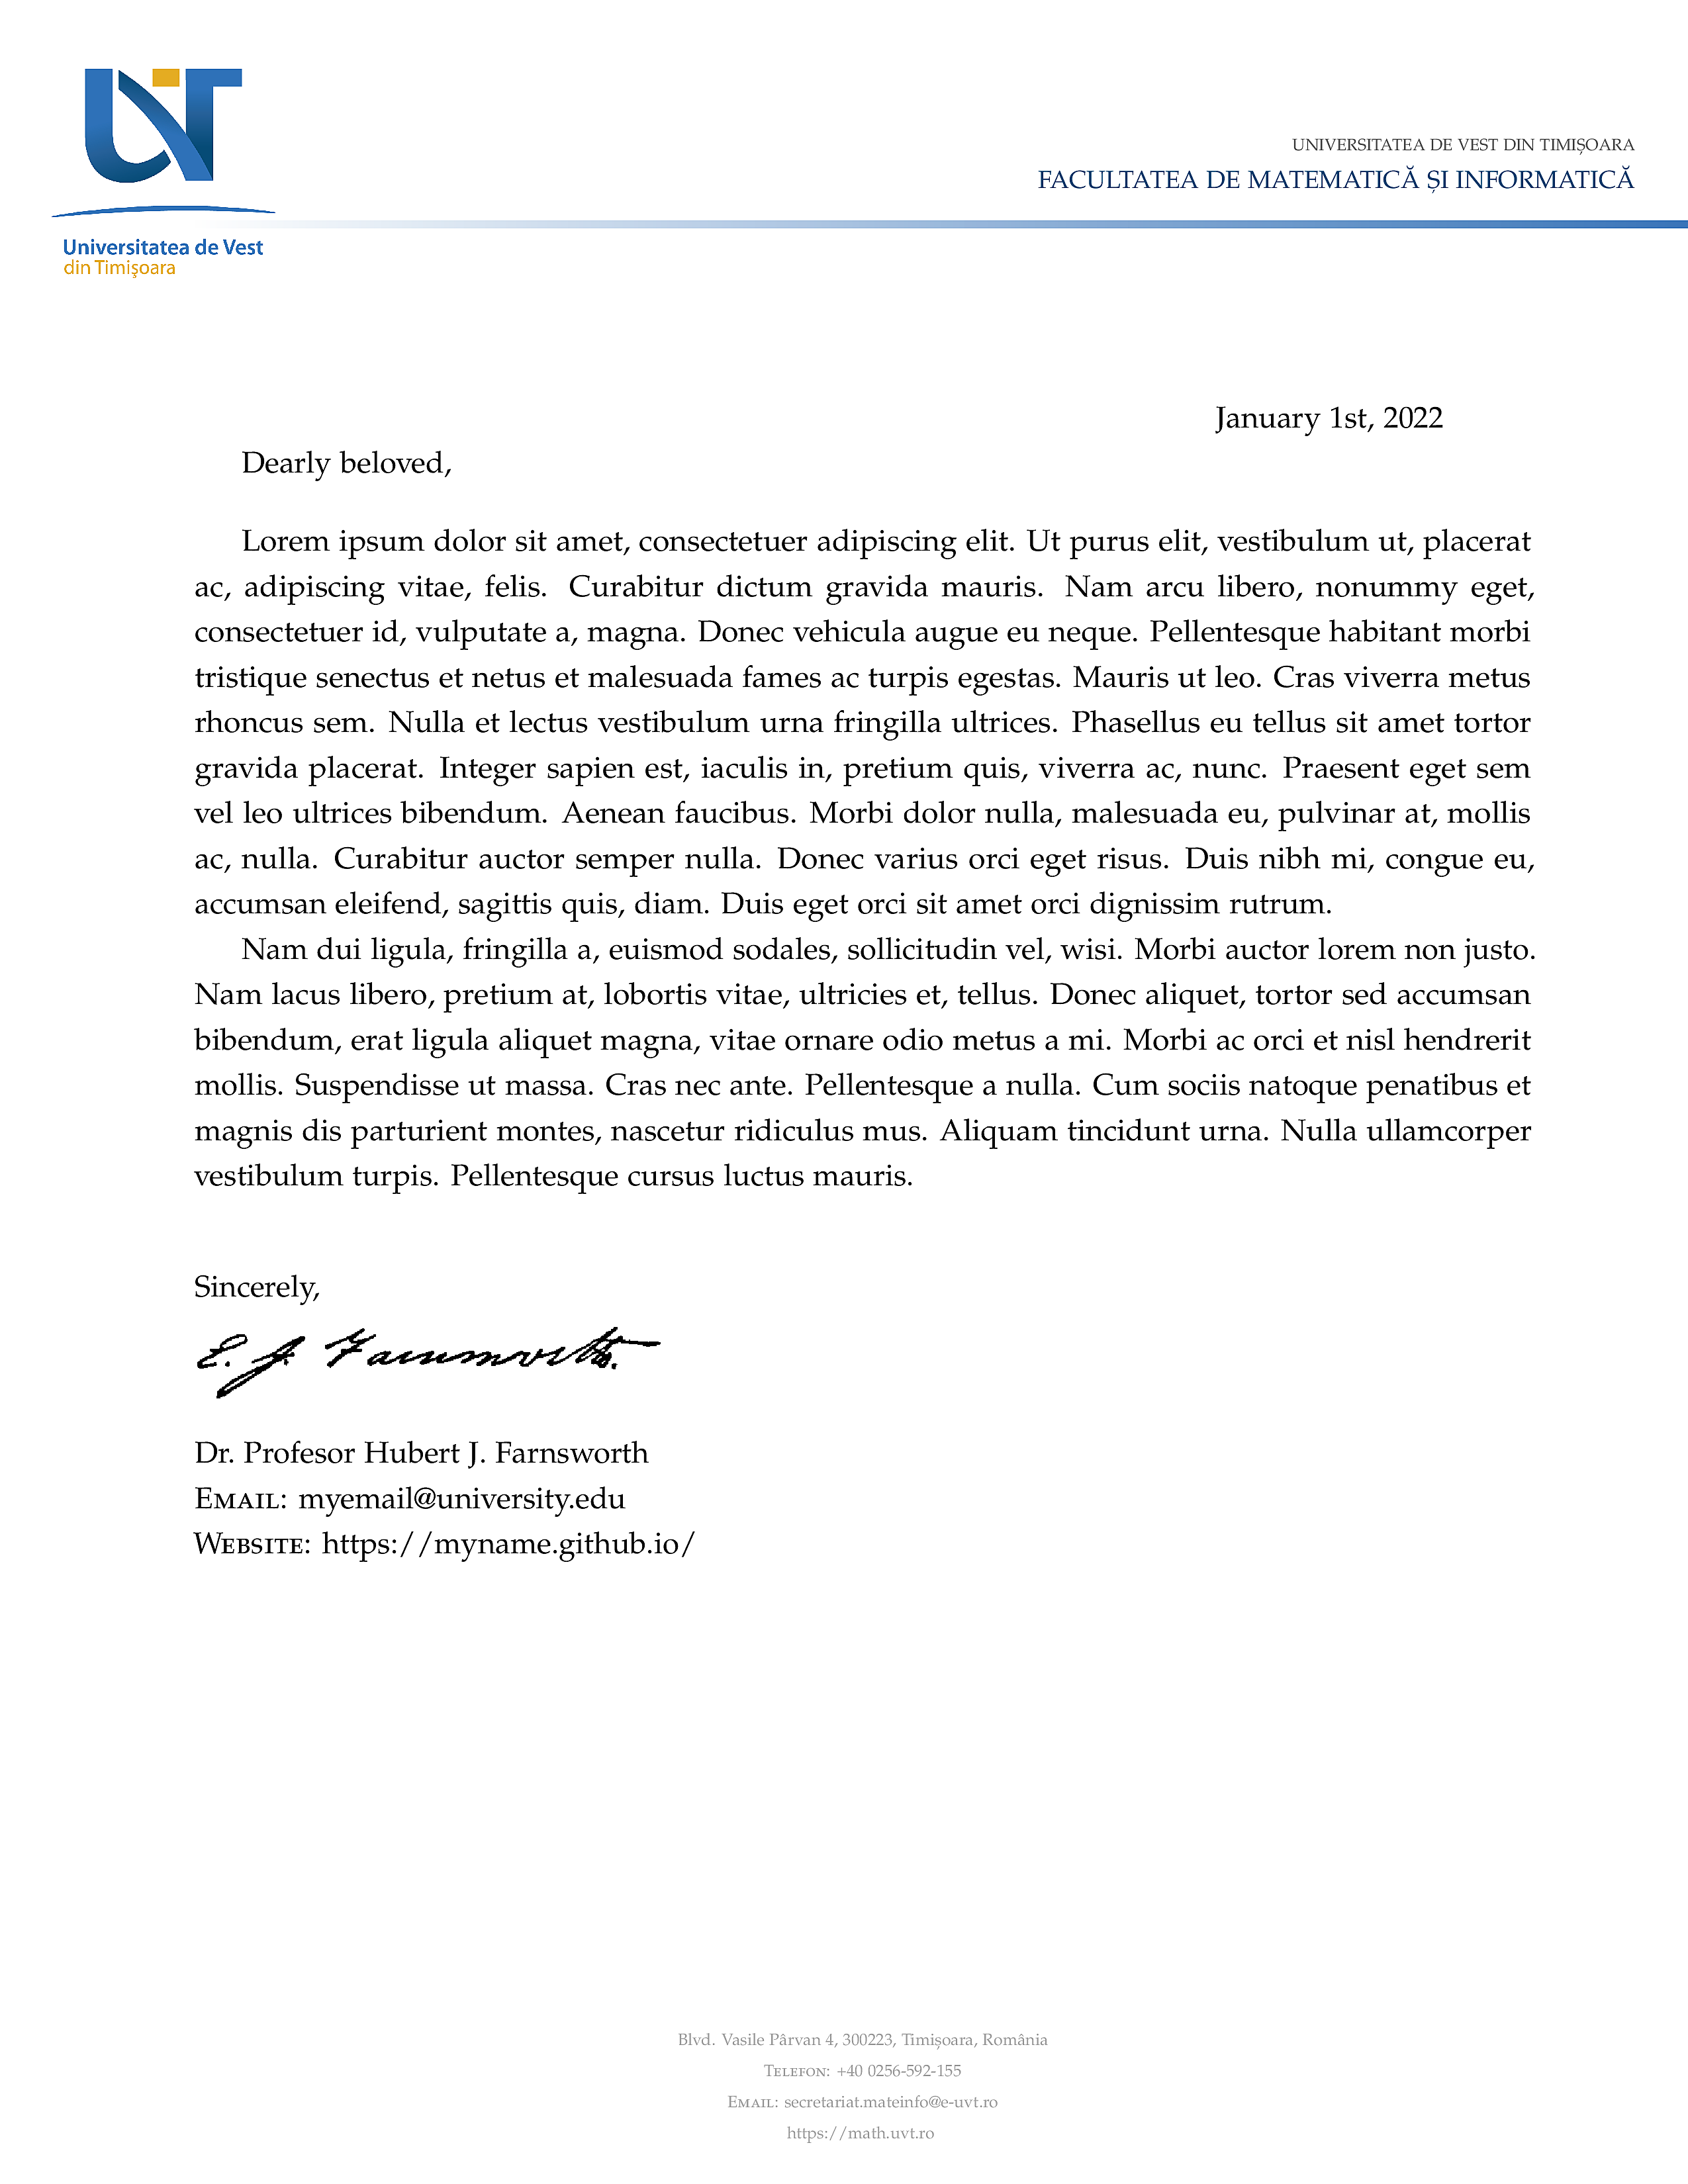 UVT
UNIVERSITATEA DE VEST DIN TIMIȘOARA
FACULTATEA DE MATEMATICĂ ȘI INFORMATICĂ
Universitatea de Vest
din Timişoara
January 1st, 2022
Dearly beloved,
Lorem ipsum dolor sit amet, consectetuer adipiscing elit. Ut purus elit, vestibulum ut, placerat
ac, adipiscing vitae, felis. Curabitur dictum gravida mauris. Nam arcu libero, nonummy eget,
consectetuer id, vulputate a, magna. Donec vehicula augue eu neque. Pellentesque habitant morbi
tristique senectus et netus et malesuada fames ac turpis egestas. Mauris ut leo. Cras viverra metus
rhoncus sem. Nulla et lectus vestibulum urna fringilla ultrices. Phasellus eu tellus sit amet tortor
gravida placerat. Integer sapien est, iaculis in, pretium quis, viverra ac, nunc. Praesent eget sem
vel leo ultrices bibendum. Aenean faucibus. Morbi dolor nulla, malesuada eu, pulvinar at, mollis
ac, nulla. Curabitur auctor semper nulla. Donec varius orci eget risus. Duis nibh mi, congue eu,
accumsan eleifend, sagittis quis, diam. Duis eget orci sit amet orci dignissim rutrum.
Nam dui ligula, fringilla a, euismod sodales, sollicitudin vel, wisi. Morbi auctor lorem non justo.
Nam lacus libero, pretium at, lobortis vitae, ultricies et, tellus. Donec aliquet, tortor sed accumsan
bibendum, erat ligula aliquet magna, vitae ornare odio metus a mi. Morbi ac orci et nisl hendrerit
mollis. Suspendisse ut massa. Cras nec ante. Pellentesque a nulla. Cum sociis natoque penatibus et
magnis dis parturient montes, nascetur ridiculus mus. Aliquam tincidunt urna. Nulla ullamcorper
vestibulum turpis. Pellentesque cursus luctus mauris.
Sincerely,
E. J. Farnsworth.
Dr. Profesor Hubert J. Farnsworth
Email: myemail@university.edu
Website: https://myname.github.io/
Blvd. Vasile Pârvan 4, 300223, Timișoara, România
Telefon: +40 0256-592-155
Email: secretariat.mateinfo@e-uvt.ro
https://math.uvt.ro